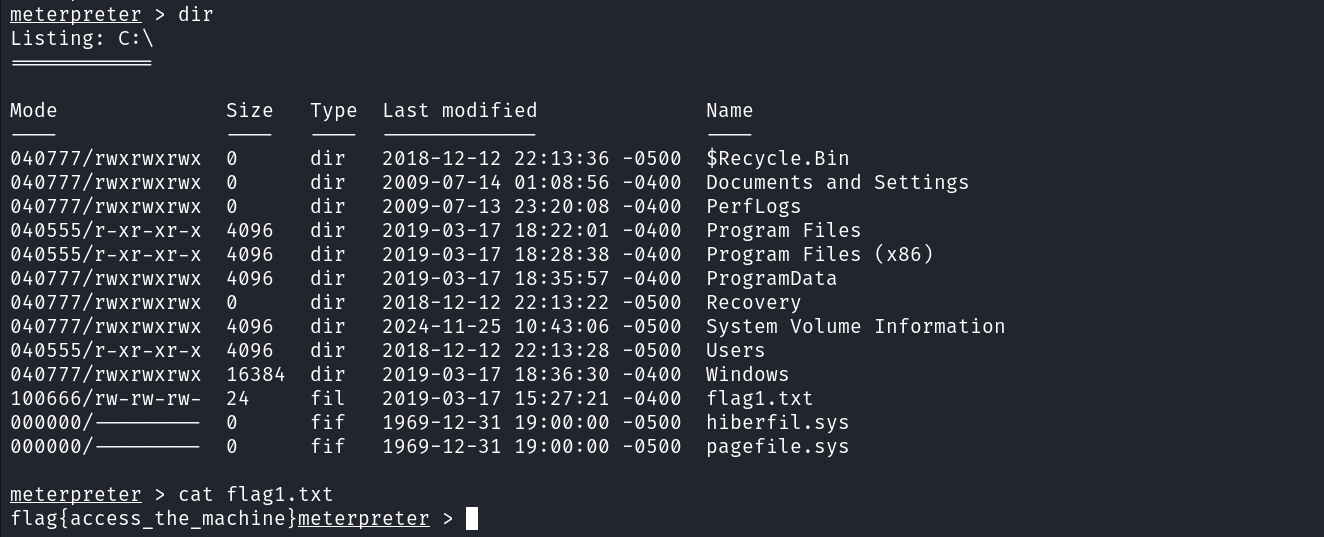 meterpreter > dir
Listing: C:\
============

Mode              Size   Type  Last modified              Name
----              ----   ----  -------------              ----
040777/rwxrwxrwx  0      dir   2018-12-12 22:13:36 -0500  $Recycle.Bin
040777/rwxrwxrwx  0      dir   2009-07-14 01:08:56 -0400  Documents and Settings
040777/rwxrwxrwx  0      dir   2009-07-13 23:20:08 -0400  PerfLogs
040555/r-xr-xr-x  4096   dir   2019-03-17 18:22:01 -0400  Program Files
040555/r-xr-xr-x  4096   dir   2019-03-17 18:28:38 -0400  Program Files (x86)
040777/rwxrwxrwx  4096   dir   2019-03-17 18:35:57 -0400  ProgramData
040777/rwxrwxrwx  0      dir   2018-12-12 22:13:22 -0500  Recovery
040777/rwxrwxrwx  4096   dir   2024-11-25 10:43:06 -0500  System Volume Information
040555/r-xr-xr-x  4096   dir   2018-12-12 22:13:28 -0500  Users
040777/rwxrwxrwx  16384  dir   2019-03-17 18:36:30 -0400  Windows
100666/rw-rw-rw-  24     fil   2019-03-17 15:27:21 -0400  flag1.txt
000000/---------  0      fif   1969-12-31 19:00:00 -0500  hiberfil.sys
000000/---------  0      fif   1969-12-31 19:00:00 -0500  pagefile.sys

meterpreter > cat flag1.txt
flag{access_the_machine}meterpreter >